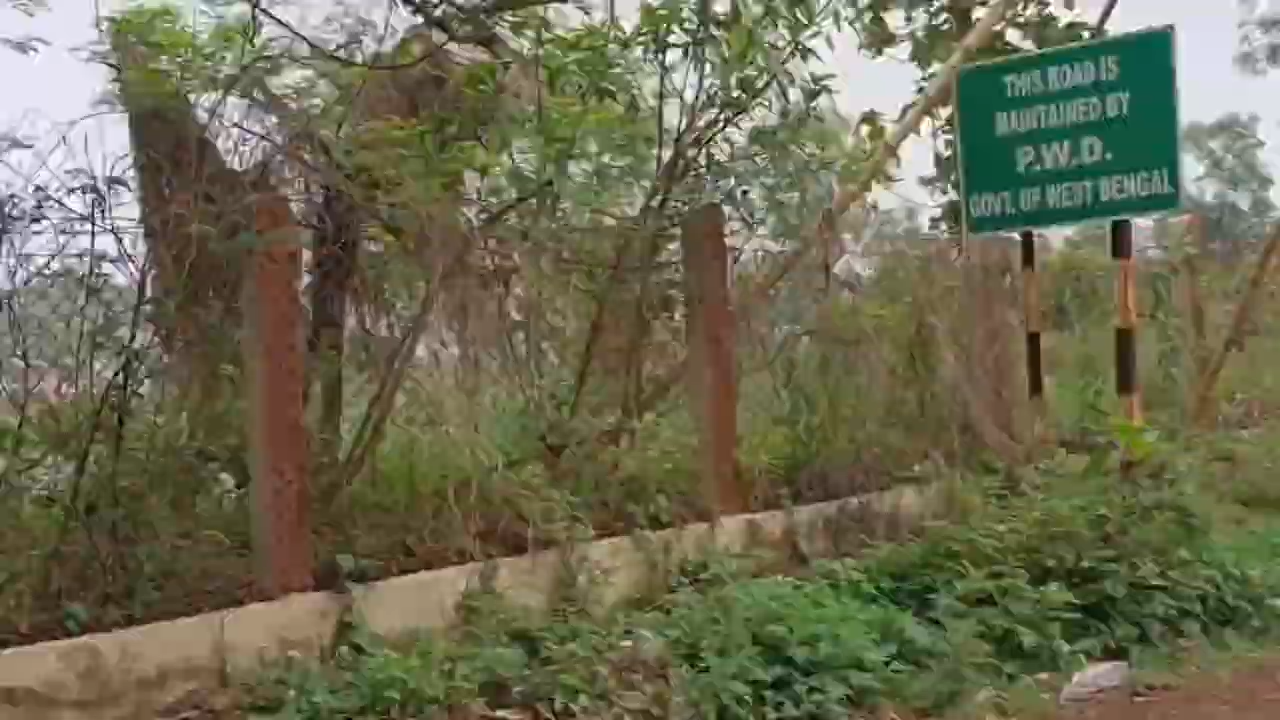 THIS ROAD IS
MAINTAINED BY
P.W.D.
GOVT. OF WEST BENGAL